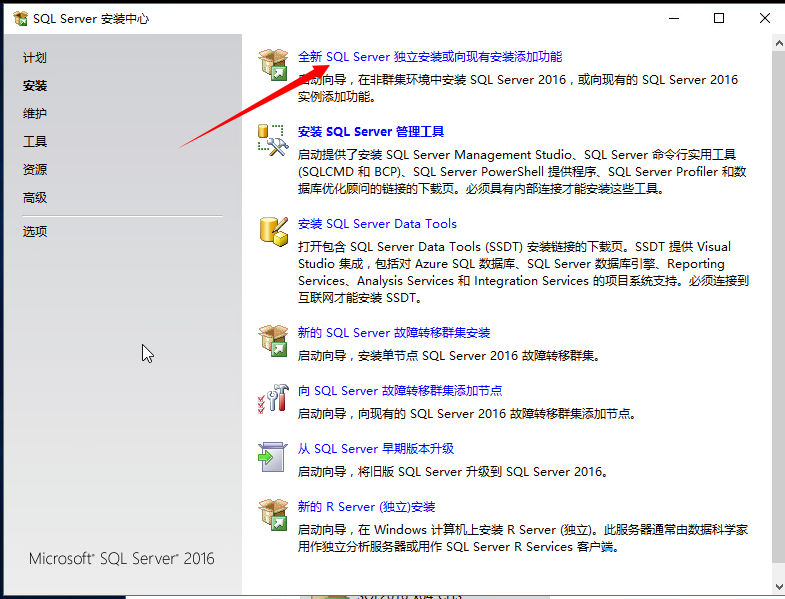 SQL Server 安装中心
计划
安装
维护
工具
资源
高级
选项
全新 SQL Server 独立安装或向现有安装添加功能
启动向导，在非群集环境中安装 SQL Server 2016，或向现有的 SQL Server 2016
实例添加功能。
安装 SQL Server 管理工具
启动提供了安装 SQL Server Management Studio、SQL Server 命令行实用工具
(SQLCMD 和 BCP)、SQL Server PowerShell 提供程序、SQL Server Profiler 和数
据库优化顾问的链接的下载页。必须具有内部连接才能安装这些工具。
安装 SQL Server Data Tools
打开包含 SQL Server Data Tools (SSDT) 安装链接的下载页。SSDT 提供 Visual
Studio 集成，包括对 Azure SQL 数据库、SQL Server 数据库引擎、Reporting
Services、Analysis Services 和 Integration Services 的项目系统支持。必须连接到
互联网才能安装 SSDT。
新的 SQL Server 故障转移群集安装
启动向导，安装单节点 SQL Server 2016 故障转移群集。
向 SQL Server 故障转移群集添加节点
启动向导，向现有的 SQL Server 2016 故障转移群集添加节点。
从 SQL Server 早期版本升级
启动向导，将旧版 SQL Server 升级到 SQL Server 2016。
新的 R Server (独立)安装
启动向导，在 Windows 计算机上安装 R Server (独立)。此服务器通常由数据科学家
用作独立分析服务器或用作 SQL Server R Services 客户端。
Microsoft® SQL Server® 2016